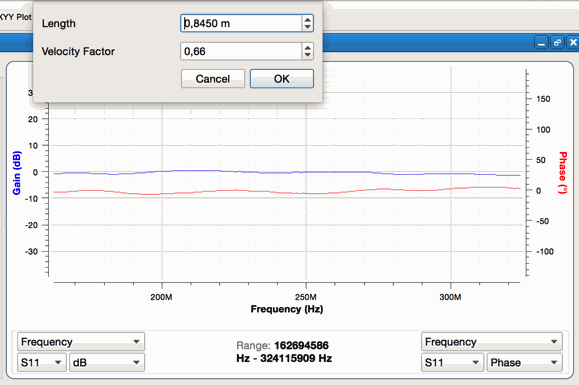 XYY Plot
Length
0,8450 m
Velocity Factor
0,66
Cancel
OK
3
20
10
0
-10
-20
-30
Gain (dB)
150
100
50
0
-50
-100
Phase (°)
200M
250M
300M
Frequency (Hz)
Frequency
S11
dB
Range: 162694586
Hz - 324115909 Hz
Frequency
S11
Phase